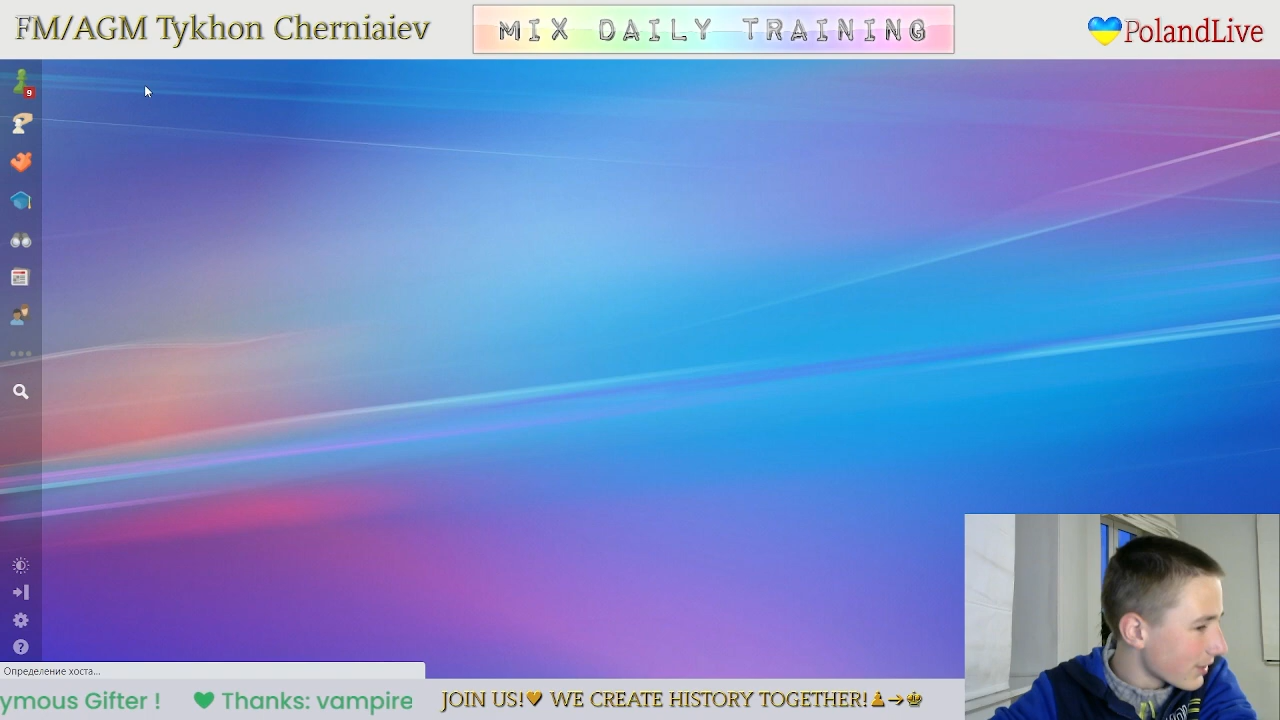 FM/AGM Tykhon Cherniaiev
MIX DAILY TRAINING
PolandLive
9
Определение хоста...
ymous Gifter ! Thanks: vampire
JOIN US! WE CREATE HISTORY TOGETHER!